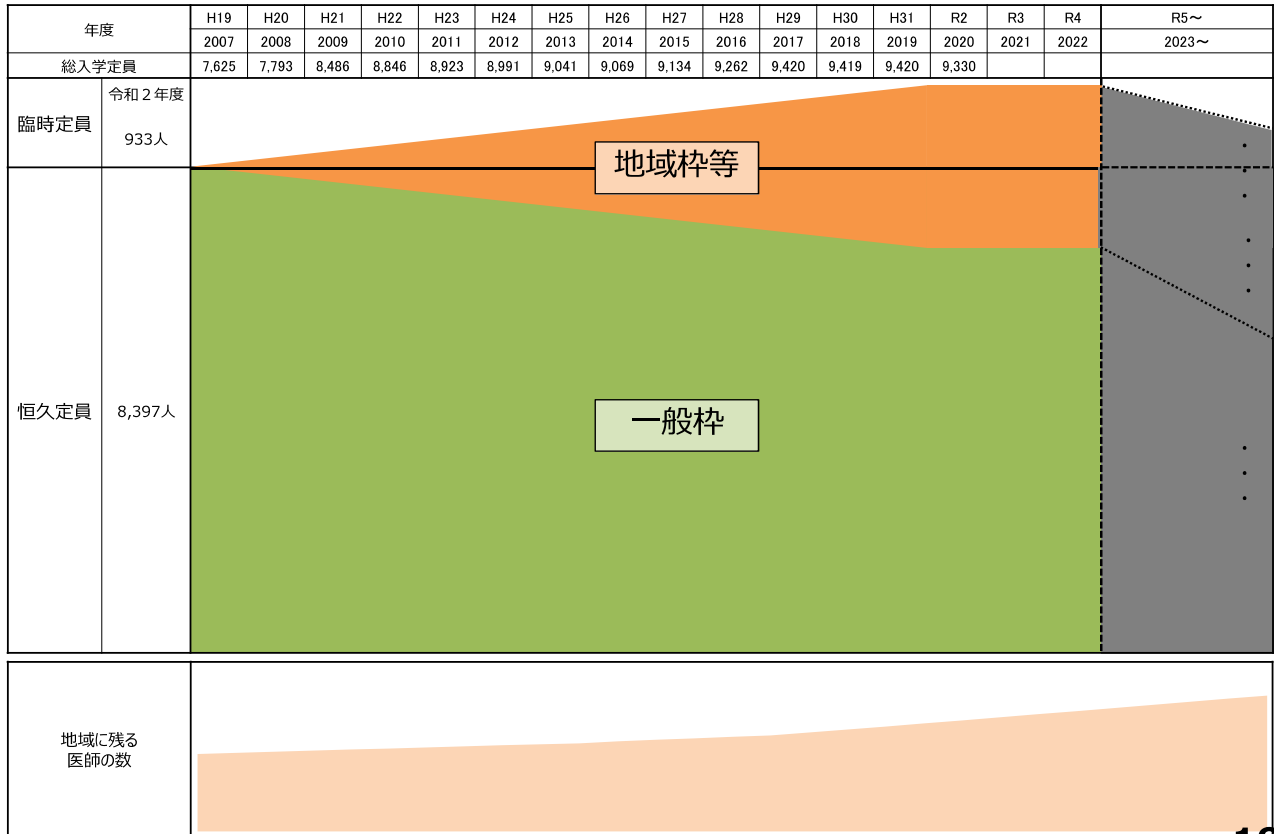 年度 H19 H20 H21 H22 H23 H24 H25 H26 H27 H28 H29 H30 H31 R2 R3 R4 R5～
2007 2008 2009 2010 2011 2012 2013 2014 2015 2016 2017 2018 2019 2020 2021 2022 2023～
総入学定員 7,625 7,793 8,486 8,846 8,923 8,991 9,041 9,069 9,134 9,262 9,420 9,419 9,420 9,330
臨時定員 令和２年度
933人
地域枠等
恒久定員 8,397人
一般枠
地域に残る
医師の数